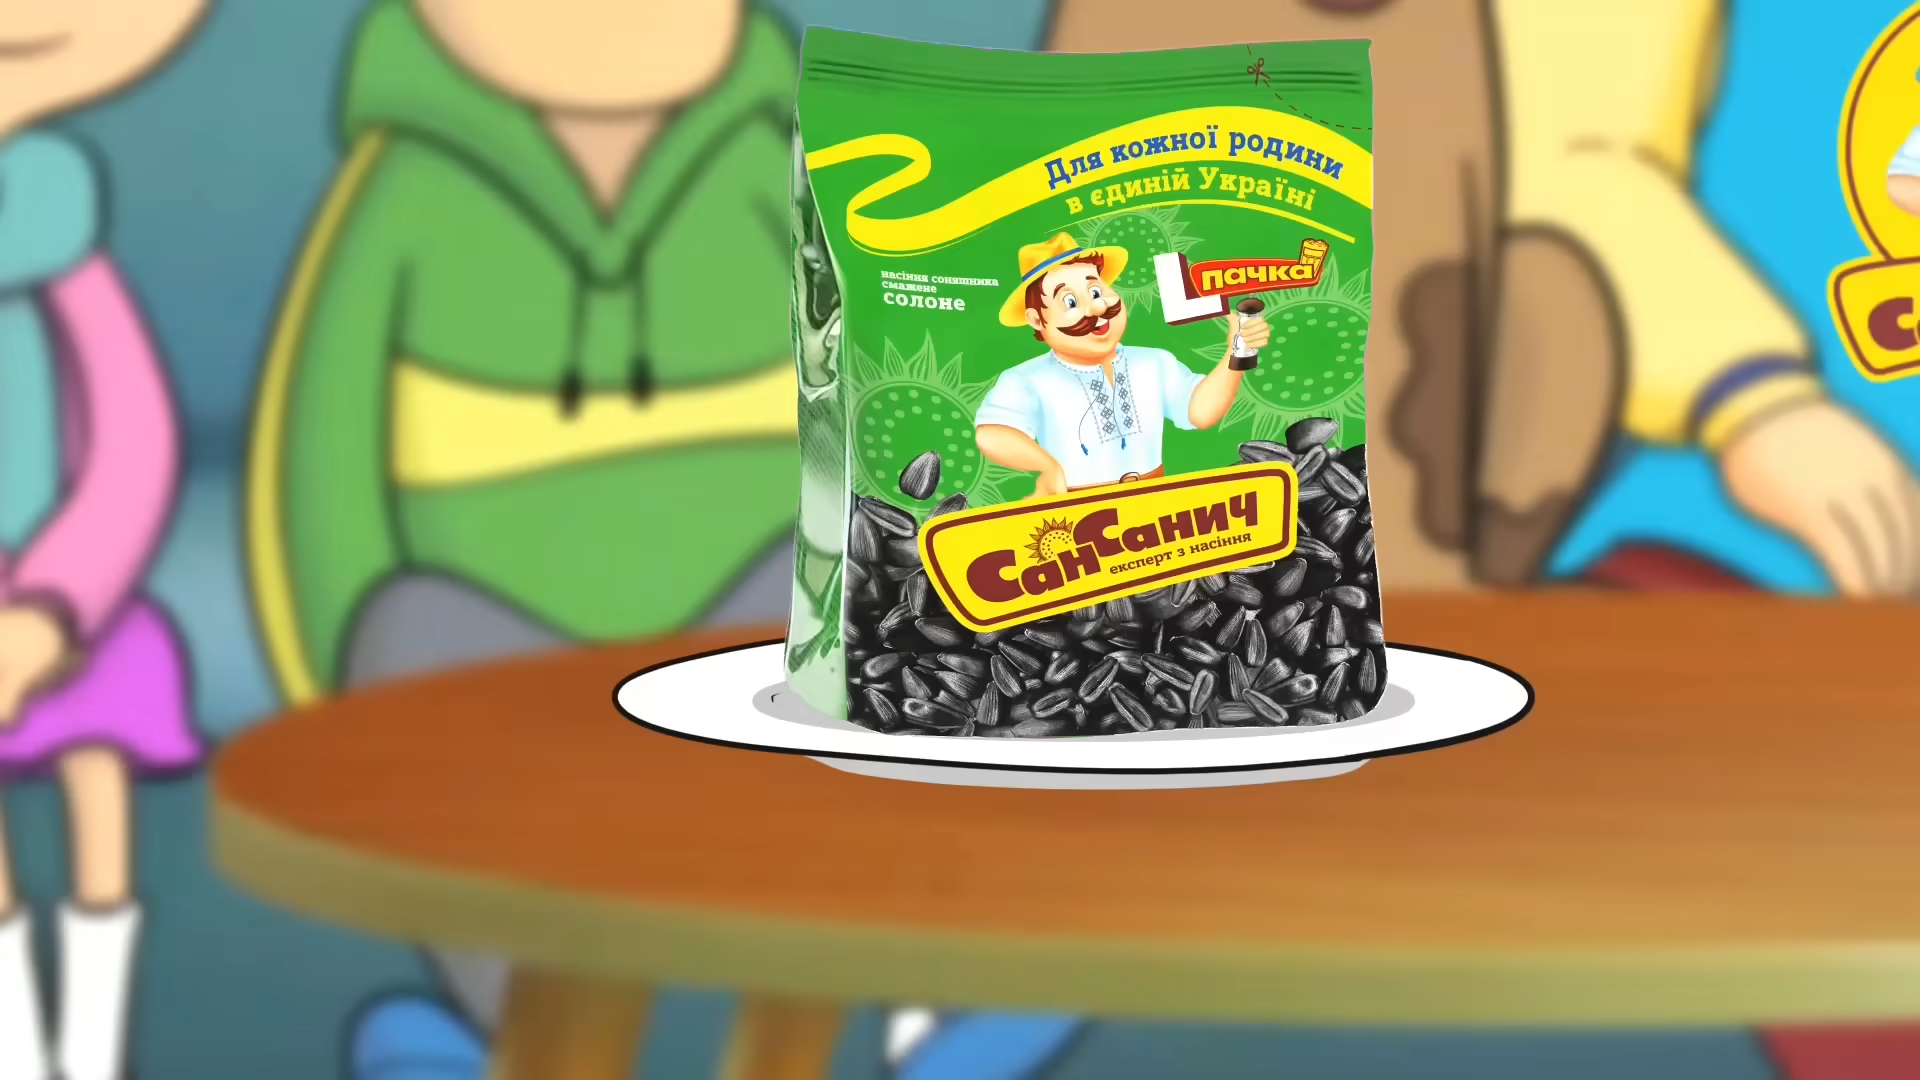 Для кожної родини
в єдиній Україні
насіння соняшника
смажене
солоне
L пачка
СанСанич
експерт з насіння